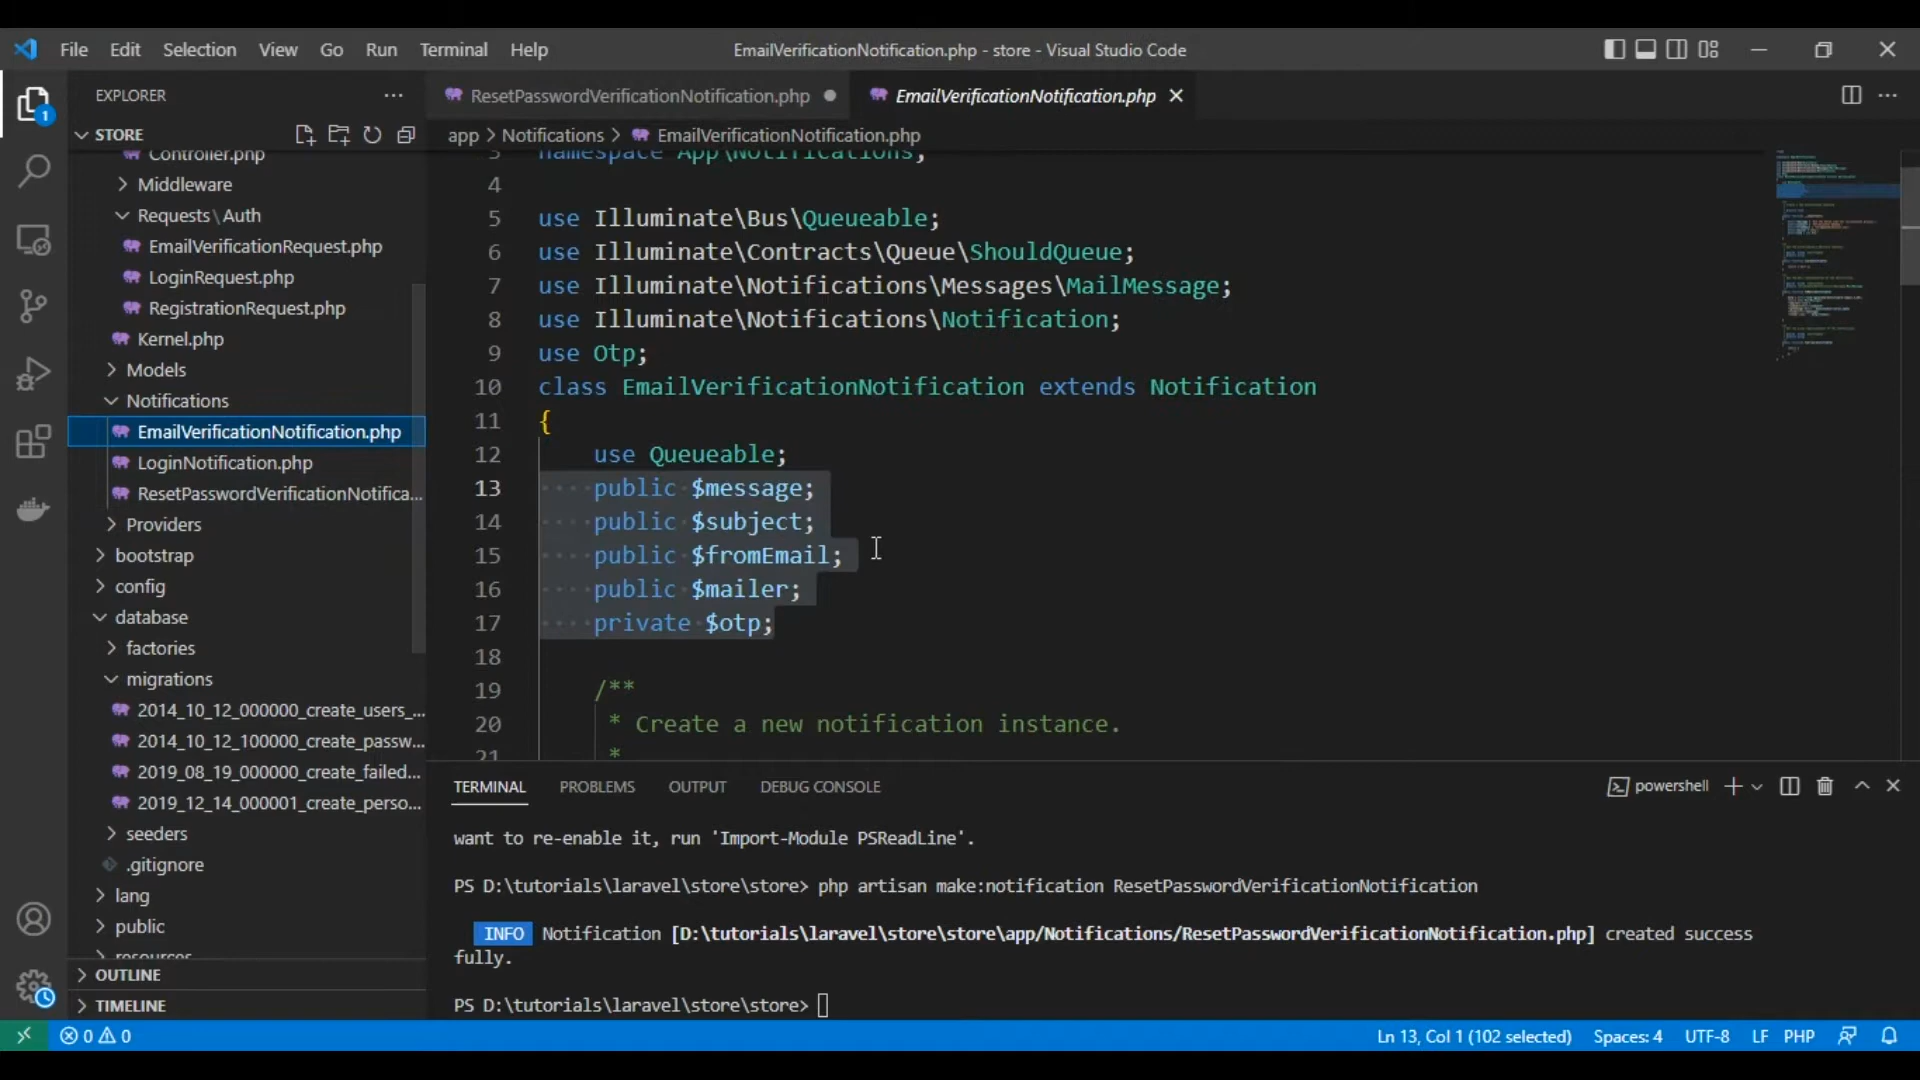 File Edit Selection View Go Run Terminal Help
EmailVerificationNotification.php - store - Visual Studio Code
EXPLORER
1
STORE
Controller.php
Middleware
Requests\Auth
EmailVerificationRequest.php
LoginRequest.php
RegistrationRequest.php
Kernel.php
Models
Notifications
EmailVerificationNotification.php
LoginNotification.php
ResetPasswordVerificationNotifica...
Providers
bootstrap
config
database
factories
migrations
2014_10_12_000000_create_users_...
2014_10_12_100000_create_passw...
2019_08_19_000000_create_failed...
2019_12_14_000001_create_perso...
seeders
.gitignore
lang
public
resources
OUTLINE
TIMELINE
ResetPasswordVerificationNotification.php
EmailVerificationNotification.php
app > Notifications > EmailVerificationNotification.php
3 namespace App\Notifications;
4
5 use Illuminate\Bus\Queueable;
6 use Illuminate\Contracts\Queue\ShouldQueue;
7 use Illuminate\Notifications\Messages\MailMessage;
8 use Illuminate\Notifications\Notification;
9 use Otp;
10 class EmailVerificationNotification extends Notification
11 {
12 use Queueable;
13 public $message;
14 public $subject;
15 public $fromEmail;
16 public $mailer;
17 private $otp;
18
19 /**
20 * Create a new notification instance.
21 *
TERMINAL PROBLEMS OUTPUT DEBUG CONSOLE
powershell
want to re-enable it, run 'Import-Module PSReadLine'.
PS D:\tutorials\laravel\store\store> php artisan make:notification ResetPasswordVerificationNotification
INFO Notification [D:\tutorials\laravel\store\store\app/Notifications/ResetPasswordVerificationNotification.php] created success
fully.
PS D:\tutorials\laravel\store\store>
0 0
Ln 13, Col 1 (102 selected) Spaces: 4 UTF-8 LF PHP